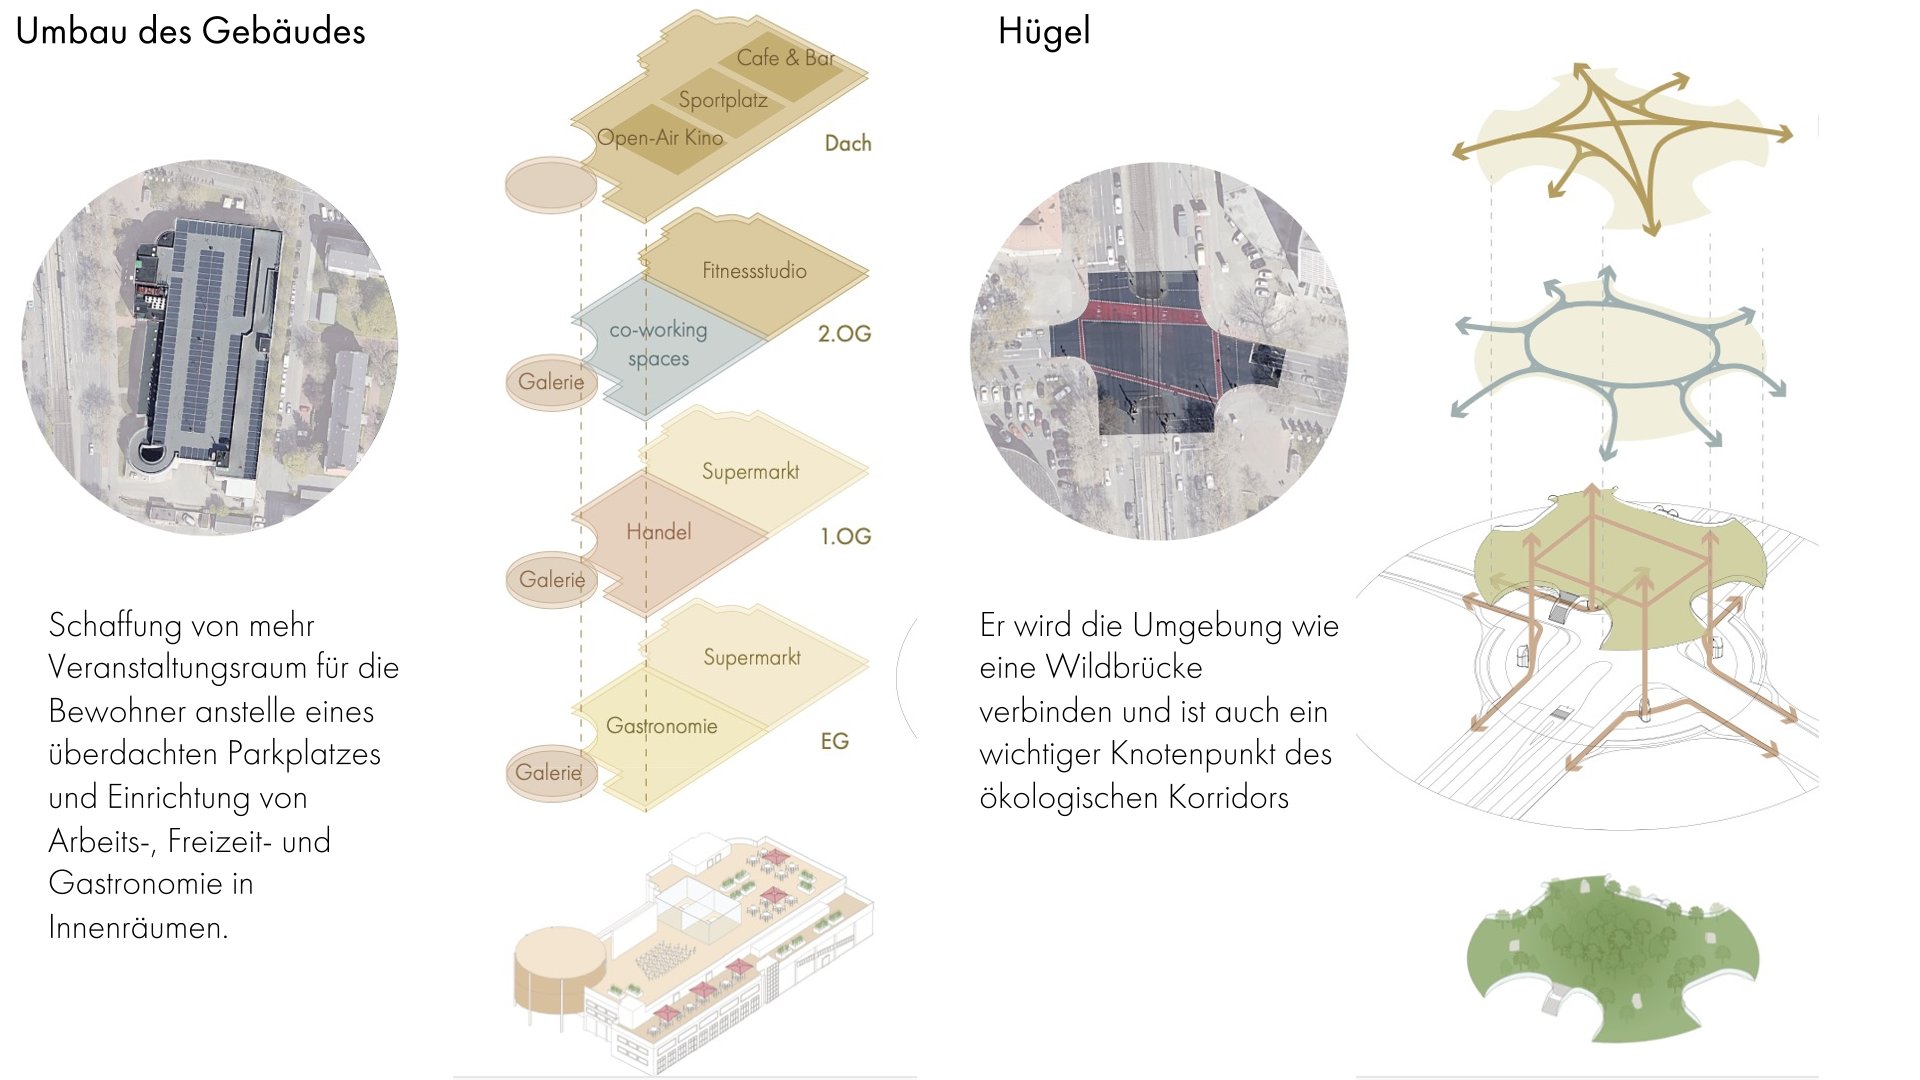 Umbau des Gebäudes
Cafe & Bar
Sportplatz
Open-Air Kino
Dach
Fitnessstudio
co-working
spaces
2.OG
Galerie
Supermarkt
Handel
1.OG
Galerie
Supermarkt
Gastronomie
EG
Galerie
Schaffung von mehr
Veranstaltungsraum für die
Bewohner anstelle eines
überdachten Parkplatzes
und Einrichtung von
Arbeits-, Freizeit- und
Gastronomie in
Innenräumen.
Hügel
Er wird die Umgebung wie
eine Wildbrücke
verbinden und ist auch ein
wichtiger Knotenpunkt des
ökologischen Korridors